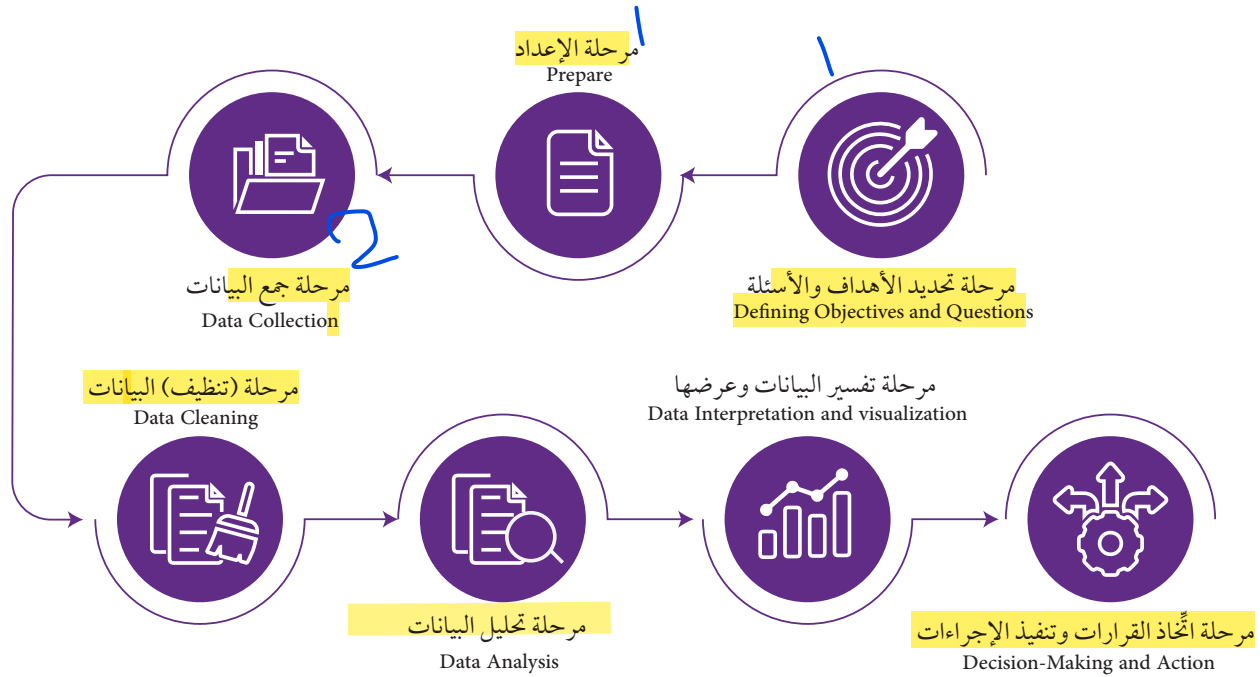 مرحلة تحديد الأهداف والأسئلة
Defining Objectives and Questions
مرحلة الإعداد
Prepare
مرحلة جمع البيانات
Data Collection
2
مرحلة (تنظيف) البيانات
Data Cleaning
مرحلة تحليل البيانات
Data Analysis
مرحلة تفسير البيانات وعرضها
Data Interpretation and visualization
مرحلة اتِّخاذ القرارات وتنفيذ الإجراءات
Decision-Making and Action